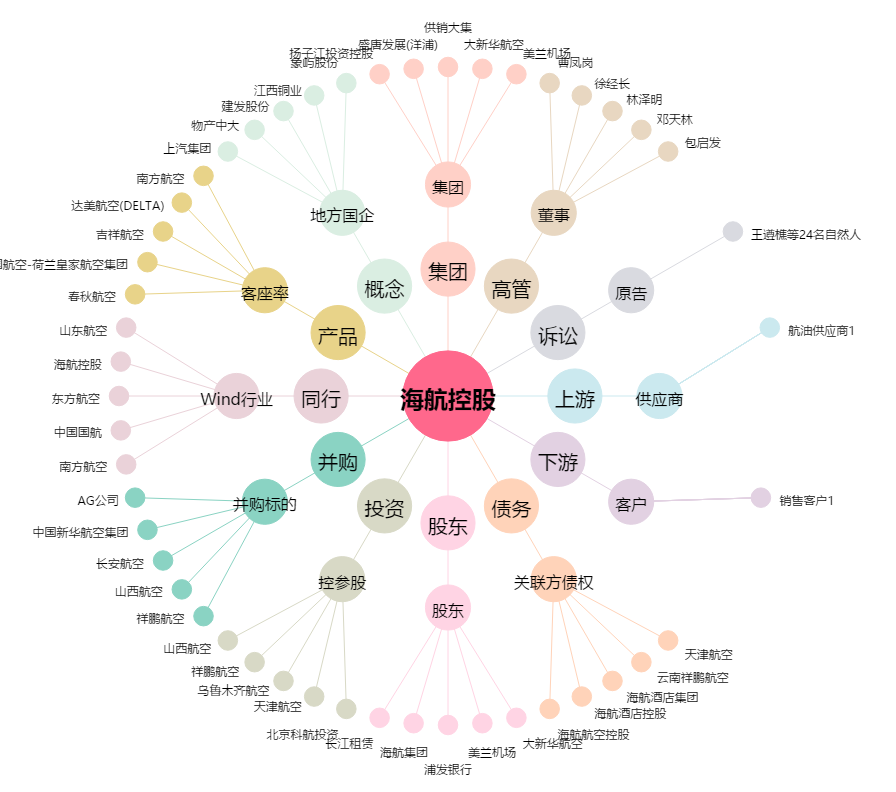 供销大集
盛唐发展(洋浦)
大新华航空
扬子江投资控股
美兰机场
象屿股份
曹凤岗
江西铜业
徐经长
建发股份
林泽明
物产中大
邓天林
上汽集团
包启发
南方航空
集团
达美航空(DELTA)
地方国企
董事
吉祥航空
王遒樵等24名自然人
航空-荷兰皇家航空集团
集团
春秋航空
客座率
概念
高管
原告
山东航空
产品
诉讼
航油供应商1
海航控股
东方航空
Wind行业
同行
海航控股
上游
供应商
中国国航
南方航空
并购
下游
AG公司
并购标的
投资
债务
客户
销售客户1
中国新华航空集团
股东
长安航空
控参股
关联方债权
山西航空
股东
祥鹏航空
山西航空
天津航空
祥鹏航空
云南祥鹏航空
乌鲁木齐航空
海航酒店集团
天津航空
海航酒店控股
北京科航投资
海航航空控股
长江租赁
大新华航空
海航集团
美兰机场
浦发银行